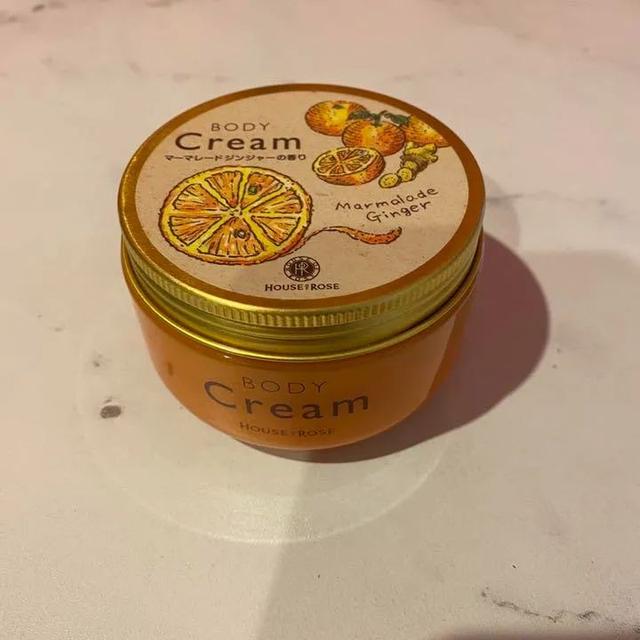 BODY
Cream
マーマレードジンジャーの香り
Marmalade
Ginger
HR
HOUSE OF ROSE
BODY
Cream
HOUSE OF ROSE